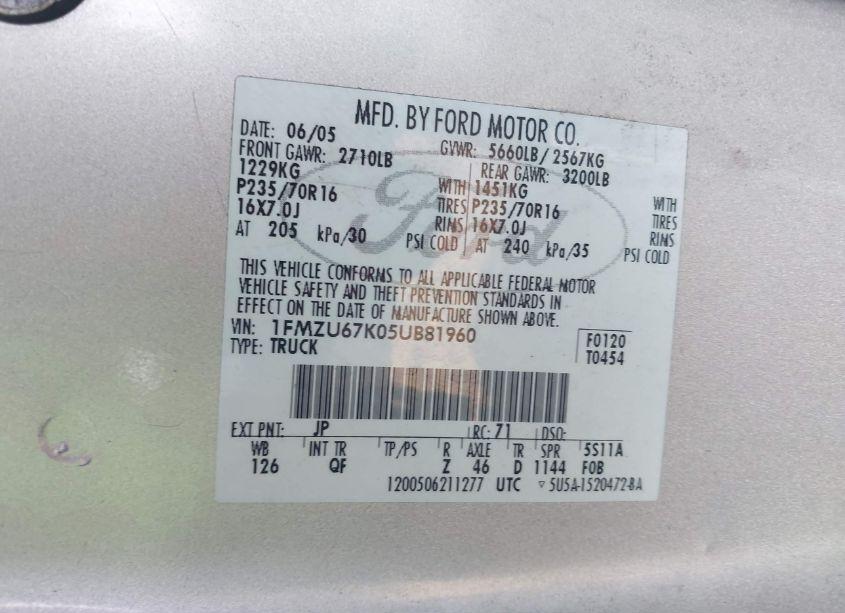 MFD. BY FORD MOTOR CO.
DATE: 06/05 GVWR: 5660LB/2567KG
FRONT GAWR: 2710LB REAR GAWR: 3200LB
1229KG WITH 1451KG WITH
P235/70R16 TIRES P235/70R16 TIRES
16X7.0J RIMS 16X7.0J RIMS
AT 205 kPa/30 PSI COLD AT 240 kPa/35 PSI COLD
Ford
THIS VEHICLE CONFORMS TO ALL APPLICABLE FEDERAL MOTOR
VEHICLE SAFETY AND THEFT PREVENTION STANDARDS IN
EFFECT ON THE DATE OF MANUFACTURE SHOWN ABOVE.
VIN: 1FMZU67K05UB81960 F0120
TYPE: TRUCK T0454
EXT PNT: JP RC: 71 DSO:
WB INT TR TP/PS R AXLE TR SPR 5S11A
126 QF Z 46 D 1144 FOB
1200506211277 UTC ▽ 5U5A-1520472-BA